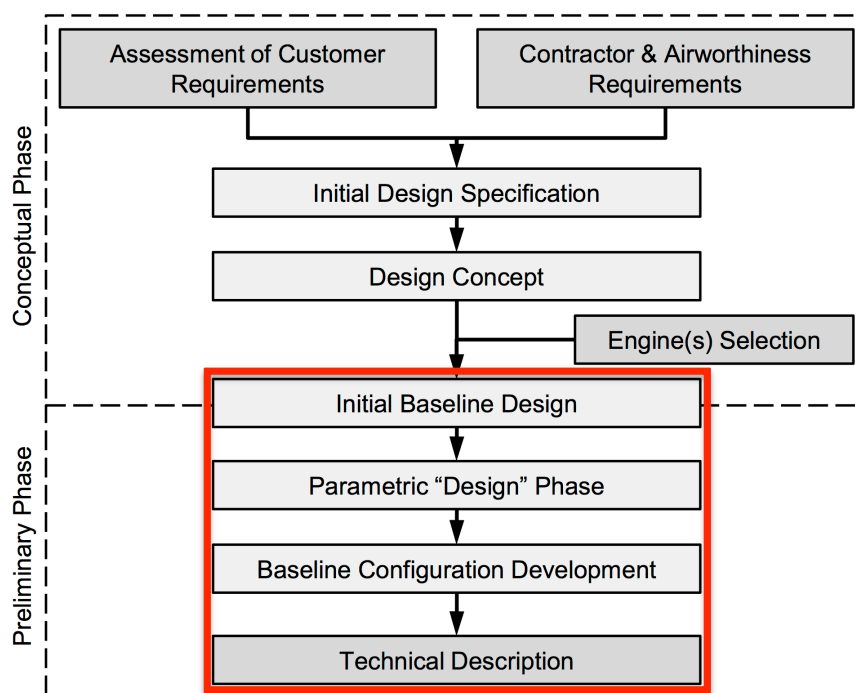 Assessment of Customer
Requirements
Contractor & Airworthiness
Requirements
Conceptual Phase
Initial Design Specification
Design Concept
Engine(s) Selection
Initial Baseline Design
Preliminary Phase
Parametric “Design” Phase
Baseline Configuration Development
Technical Description